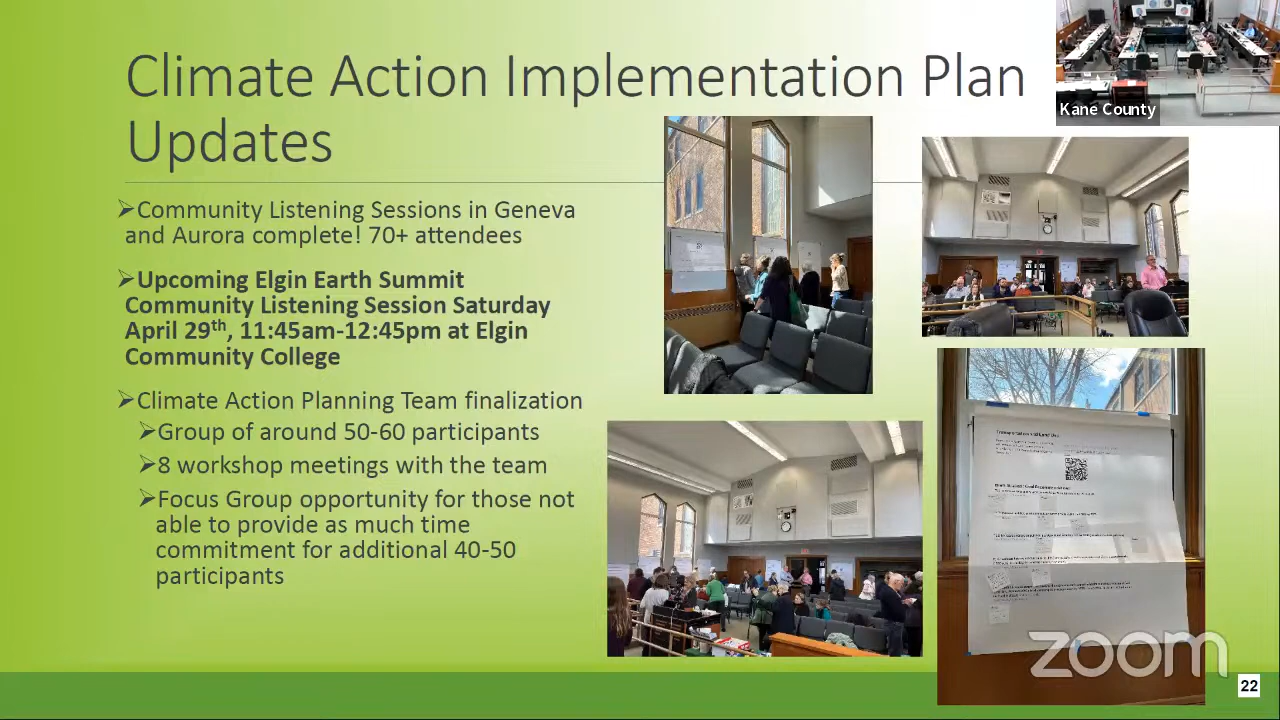 Climate Action Implementation Plan
Updates
Kane County
➢Community Listening Sessions in Geneva
and Aurora complete! 70+ attendees
➢Upcoming Elgin Earth Summit
Community Listening Session Saturday
April 29th, 11:45am-12:45pm at Elgin
Community College
➢Climate Action Planning Team finalization
➢Group of around 50-60 participants
➢8 workshop meetings with the team
➢Focus Group opportunity for those not
able to provide as much time
commitment for additional 40-50
participants
zoom
22